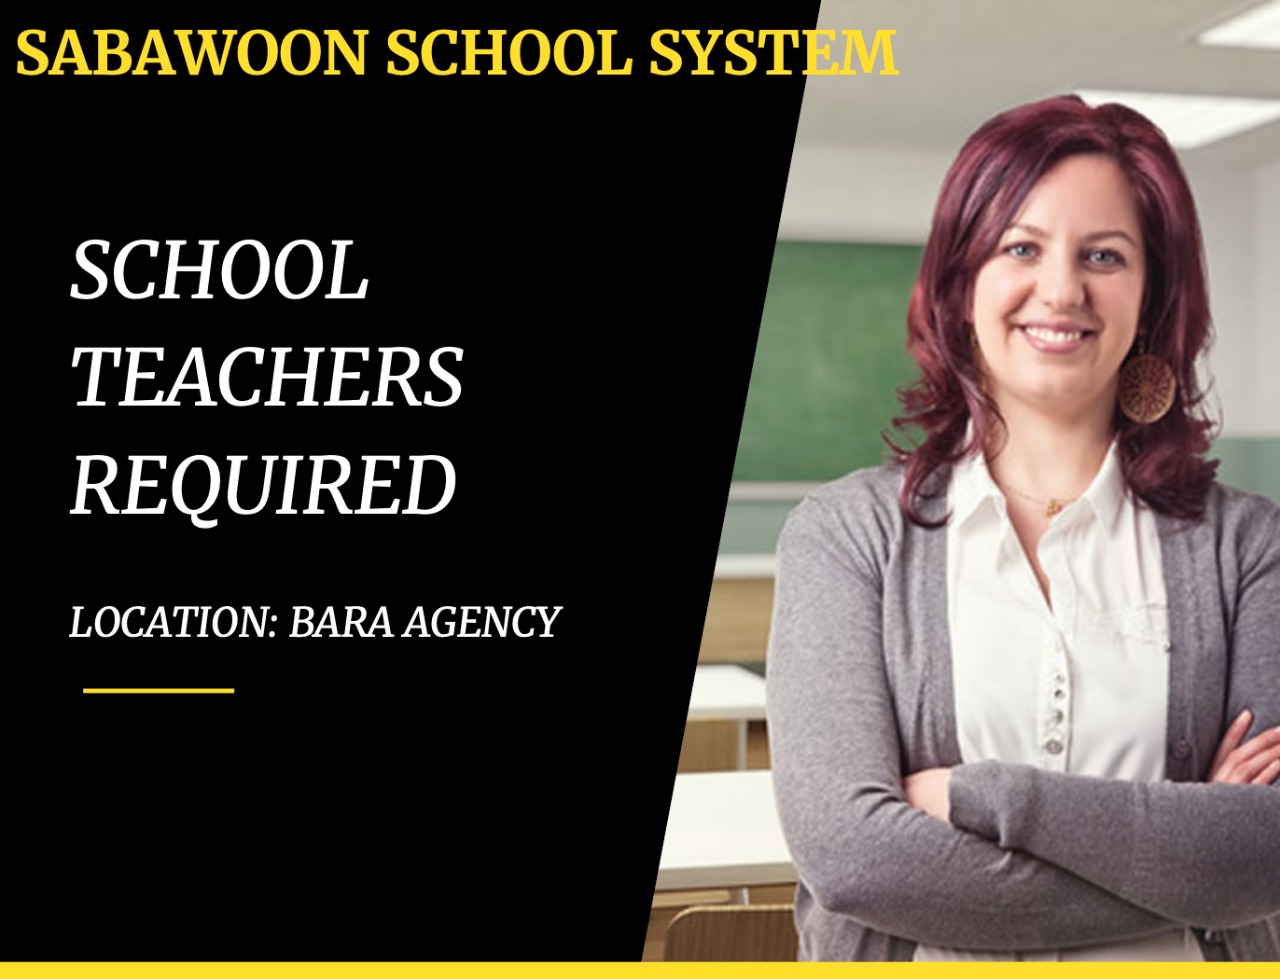 SABAWOON SCHOOL SYSTEM
SCHOOL
TEACHERS
REQUIRED
LOCATION: BARA AGENCY